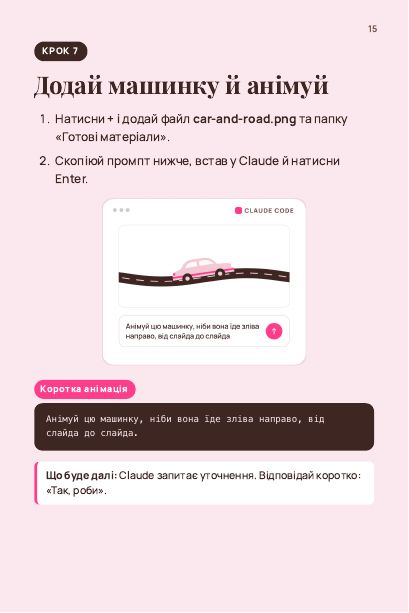 15
КРОК 7
Додай машинку й анімуй
1. Натисни + і додай файл car-and-road.png та папку
«Готові матеріали».
2. Скопіюй промпт нижче, встав у Claude й натисни
Enter.
CLAUDE CODE
Анімуй цю машинку, ніби вона їде зліва
направо, від слайда до слайда
Коротка анімація
Анімуй цю машинку, ніби вона їде зліва направо, від
слайда до слайда.
Що буде далі: Claude запитає уточнення. Відповідай коротко:
«Так, роби».